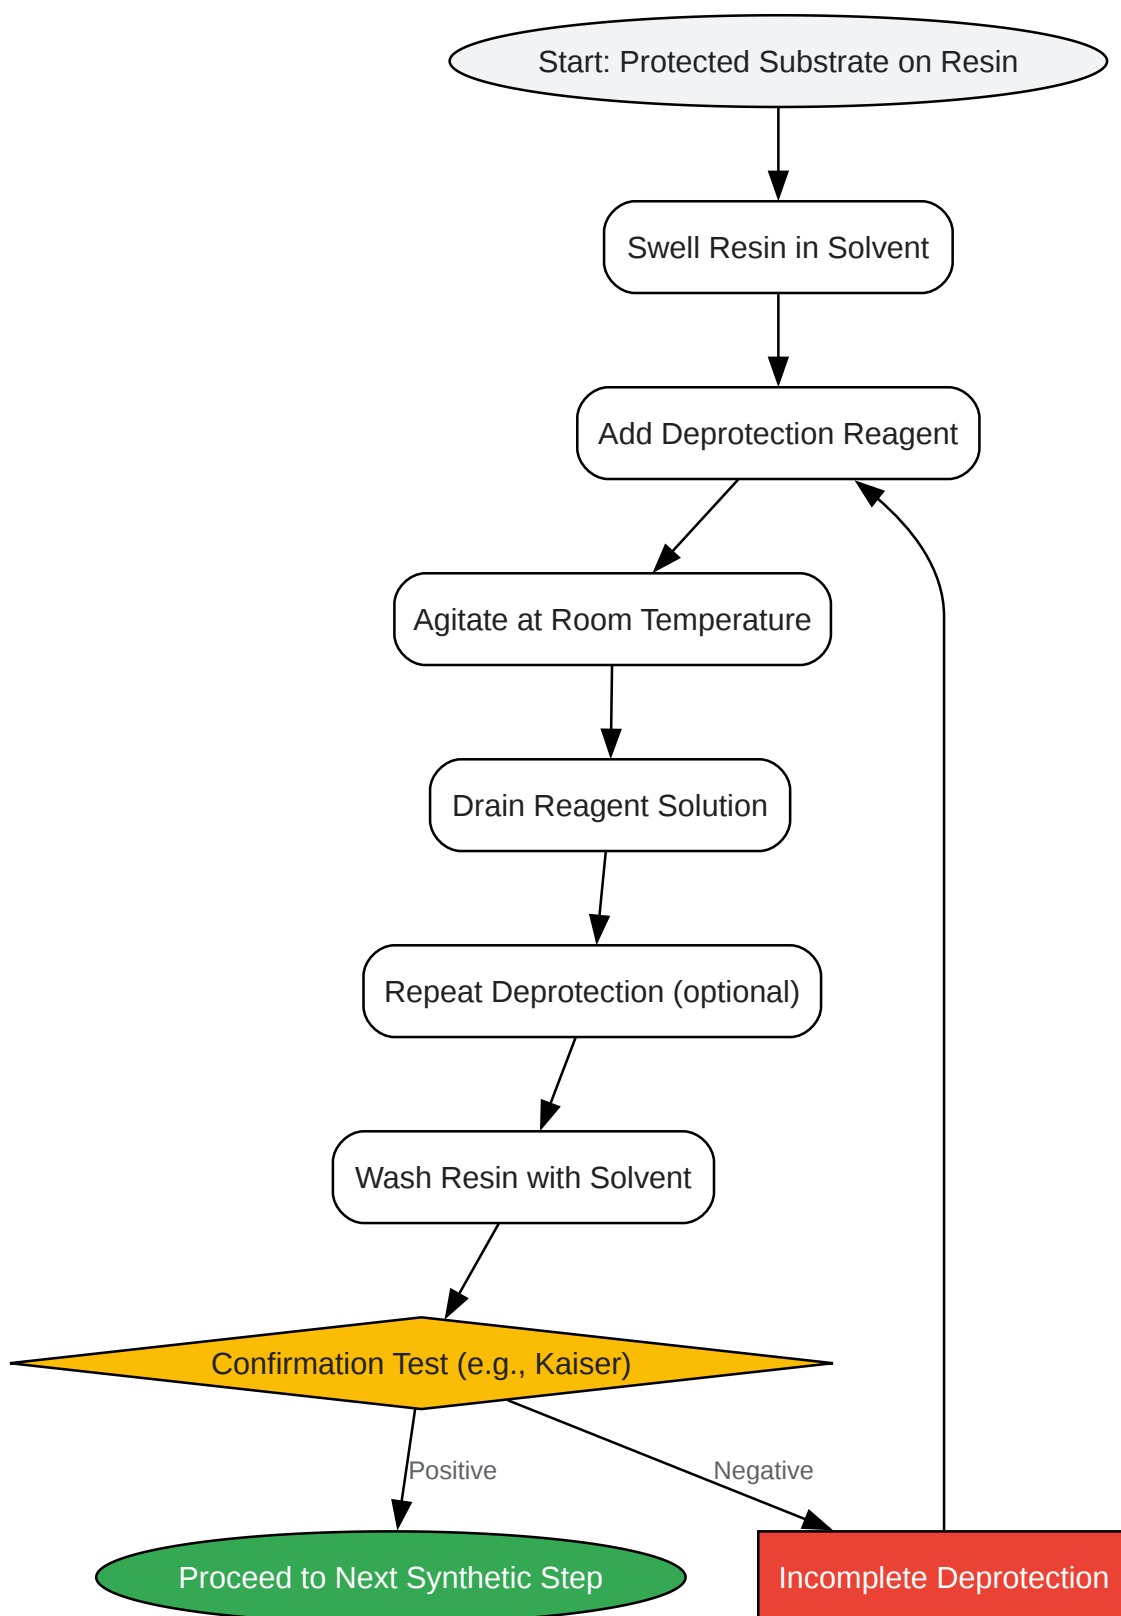 Start: Protected Substrate on Resin
Swell Resin in Solvent
Add Deprotection Reagent
Agitate at Room Temperature
Drain Reagent Solution
Repeat Deprotection (optional)
Wash Resin with Solvent
Confirmation Test (e.g., Kaiser)
Positive
Negative
Proceed to Next Synthetic Step
Incomplete Deprotection